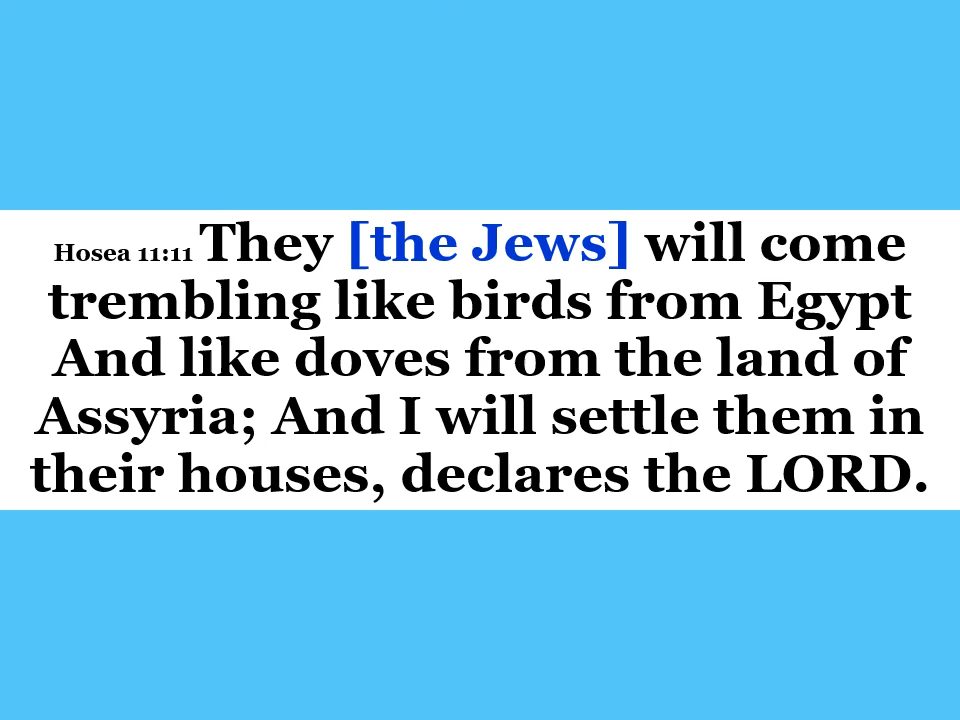 Hosea 11:11 They [the Jews] will come
trembling like birds from Egypt
And like doves from the land of
Assyria; And I will settle them in
their houses, declares the LORD.